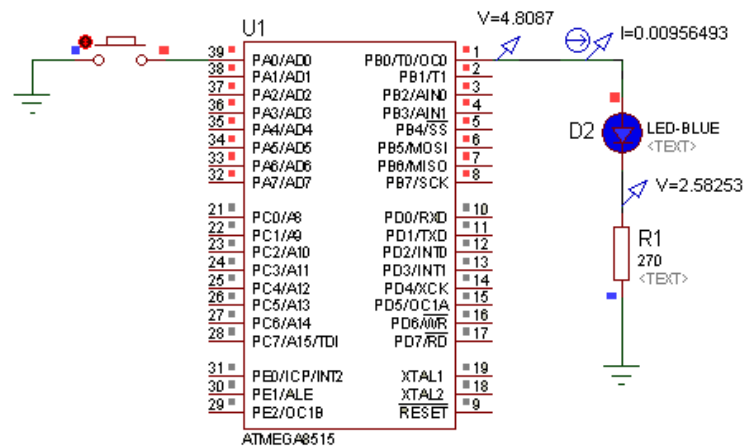 U1
V=4.8087
I=0.00956493
39 PA0/AD0 PB0/T0/OC0 1
38 PA1/AD1 PB1/T1 2
37 PA2/AD2 PB2/AIN0 3
36 PA3/AD3 PB3/AIN1 4
35 PA4/AD4 PB4/SS 5
34 PA5/AD5 PB5/MOSI 6
33 PA6/AD6 PB6/MISO 7
32 PA7/AD7 PB7/SCK 8
D2 LED-BLUE
<TEXT>
V=2.58253
21 PC0/A8 PD0/RXD 10
22 PC1/A9 PD1/TXD 11
23 PC2/A10 PD2/INT0 12
24 PC3/A11 PD3/INT1 13
25 PC4/A12 PD4/XCK 14
26 PC5/A13 PD5/OC1A 15
27 PC6/A14 PD6/WR 16
28 PC7/A15/TDI PD7/RD 17
R1
270
<TEXT>
31 PE0/ICP/INT2 XTAL1 19
30 PE1/ALE XTAL2 18
29 PE2/OC1B RESET 9
ATMEGA8515